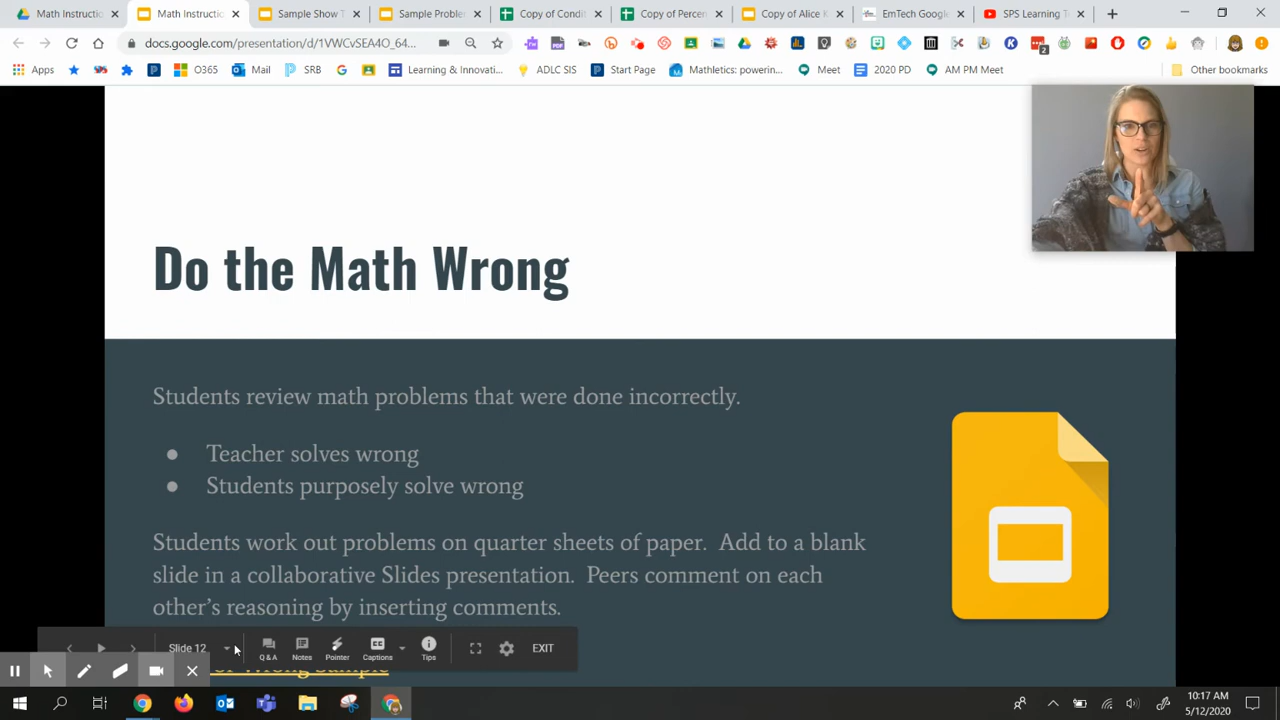 Math Instructi
Math Instructio
Sample Show T
Sample Proble
Copy of Condi
Copy of Percen
Copy of Alice K
EmTech Google
SPS Learning T
docs.google.com/presentation/d/1VWCvSEA4O_64...
2
Apps
O365
Mail
SRB
Learning & Innovati...
ADLC SIS
Start Page
Mathletics: powerin...
Meet
2020 PD
AM PM Meet
Other bookmarks
Do the Math Wrong
Students review math problems that were done incorrectly.
● Teacher solves wrong
● Students purposely solve wrong
Students work out problems on quarter sheets of paper. Add to a blank
slide in a collaborative Slides presentation. Peers comment on each
other's reasoning by inserting comments.
Slide 12
Q&A
Notes
Pointer
Captions
Tips
EXIT
Wrong Sample
10:17 AM
5/12/2020